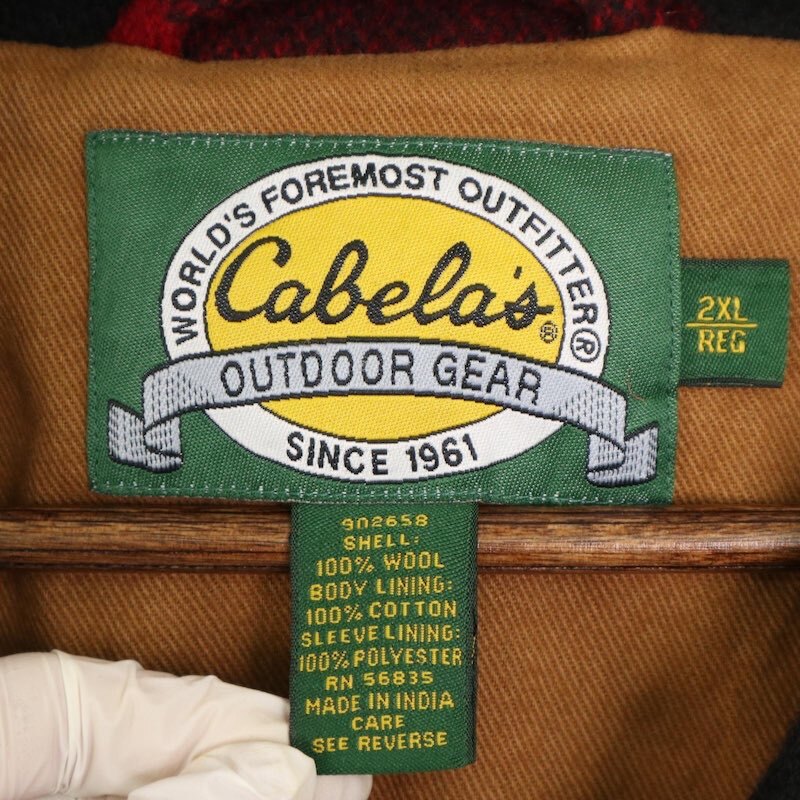 WORLD'S FOREMOST OUTFITTER®
Cabela's®
OUTDOOR GEAR
SINCE 1961
2XL
REG
902658
SHELL:
100% WOOL
BODY LINING:
100% COTTON
SLEEVE LINING:
100% POLYESTER
RN 56835
MADE IN INDIA
CARE
SEE REVERSE